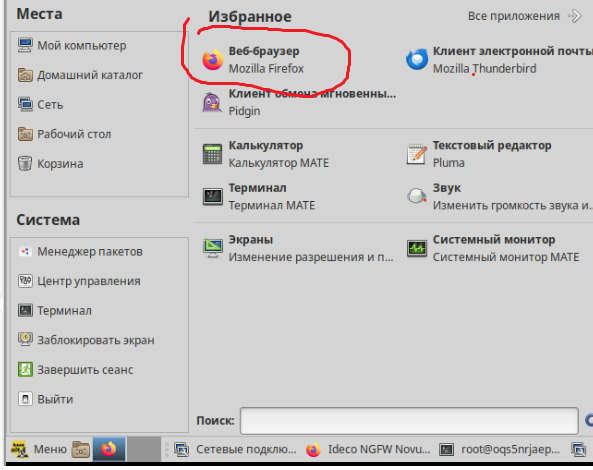 Места
Мой компьютер
Домашний каталог
Сеть
Рабочий стол
Корзина
Система
Менеджер пакетов
Центр управления
Терминал
Заблокировать экран
Завершить сеанс
Выйти
Избранное
Все приложения
Веб-браузер
Mozilla Firefox
Клиент электронной почты
Mozilla Thunderbird
Клиент обмена мгновенны...
Pidgin
Калькулятор
Калькулятор MATE
Текстовый редактор
Pluma
Терминал
Терминал MATE
Звук
Изменить громкость звука и...
Экраны
Изменение разрешения и п...
Системный монитор
Системный монитор MATE
Поиск:
Меню
Сетевые подклю...
Ideco NGFW Novu...
root@oqs5nrjaep...